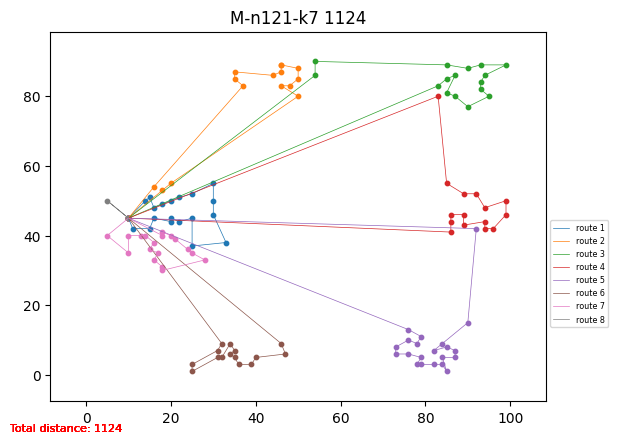 M-n121-k7 1124
80
60
40
20
0
0
20
40
60
80
100
route 1
route 2
route 3
route 4
route 5
route 6
route 7
route 8
Total distance: 1124